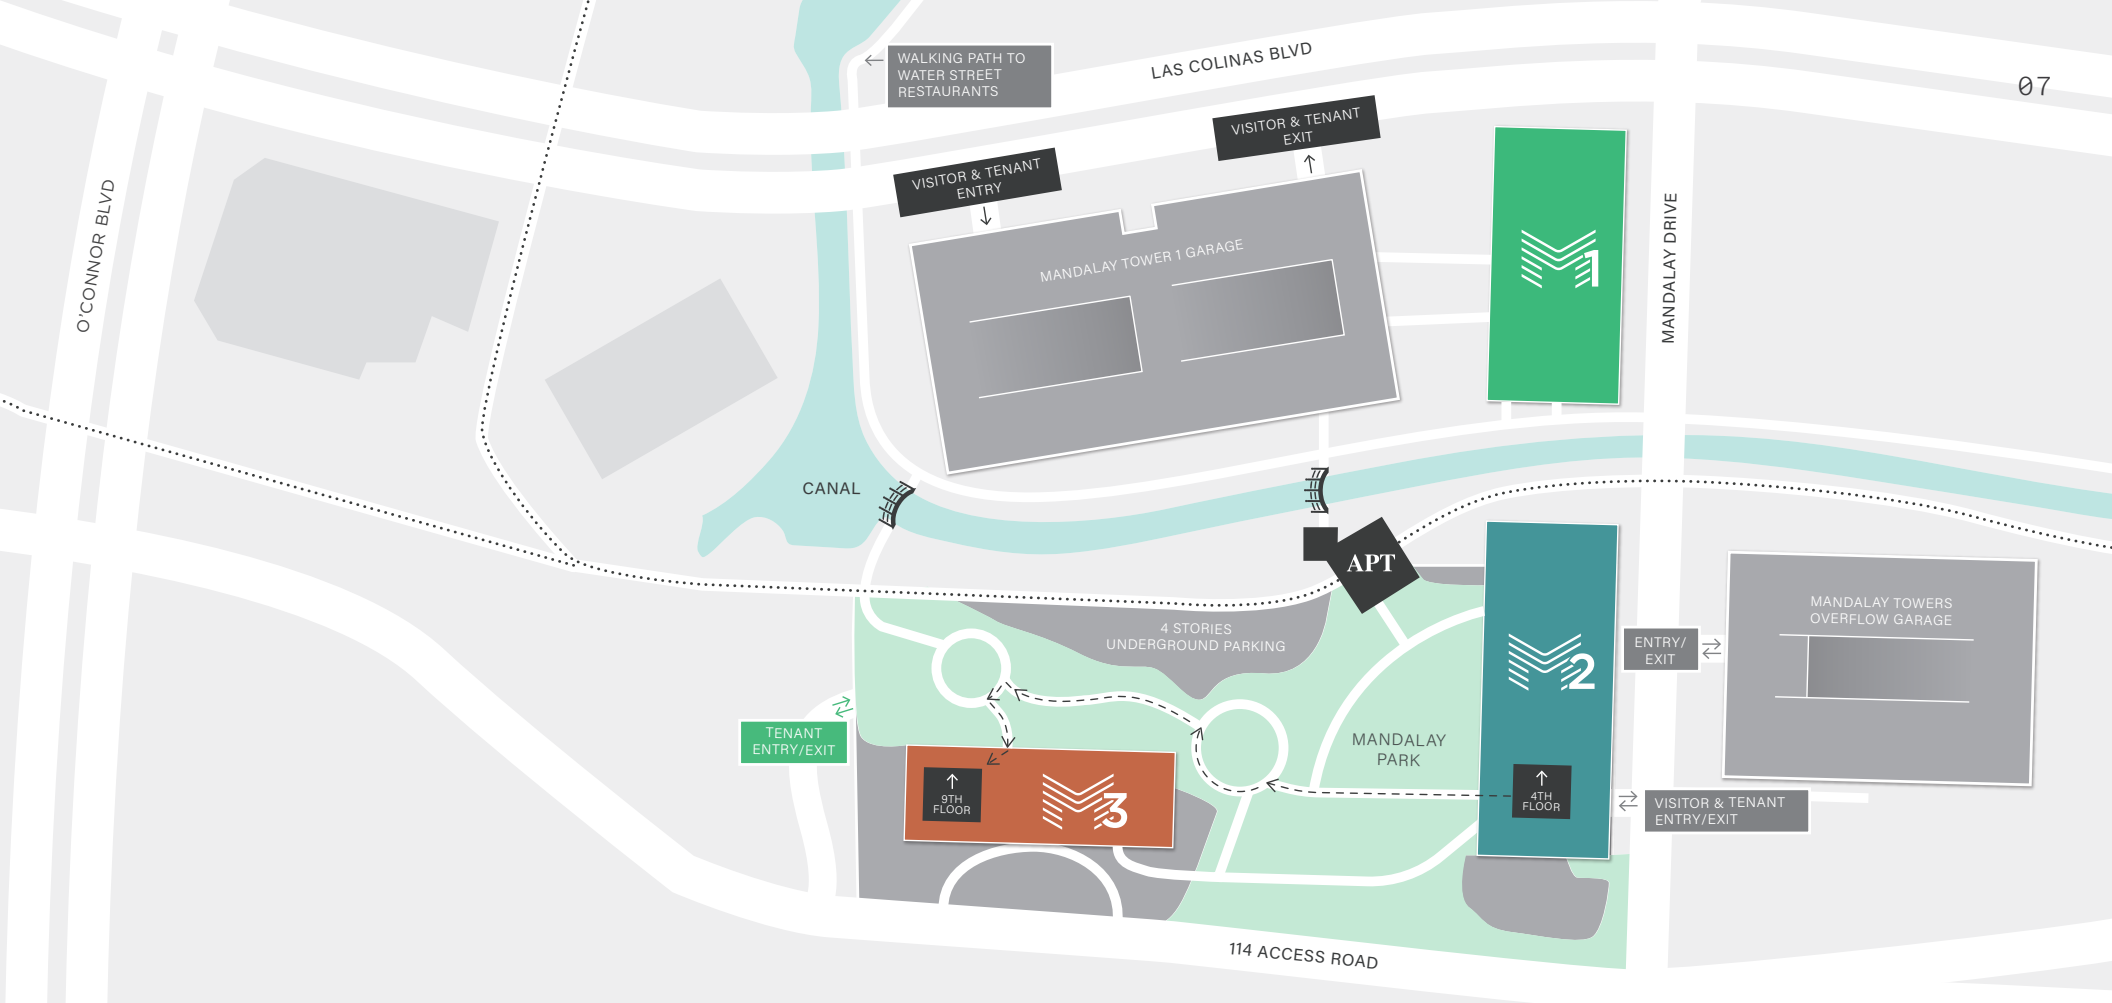 WALKING PATH TO
WATER STREET
RESTAURANTS
LAS COLINAS BLVD
07
VISITOR & TENANT
EXIT
VISITOR & TENANT
ENTRY
O'CONNOR BLVD
MANDALAY TOWER 1 GARAGE
1
MANDALAY DRIVE
CANAL
APT
4 STORIES
UNDERGROUND PARKING
MANDALAY TOWERS
OVERFLOW GARAGE
ENTRY/
EXIT
2
TENANT
ENTRY/EXIT
MANDALAY
PARK
9TH
FLOOR
3
4TH
FLOOR
VISITOR & TENANT
ENTRY/EXIT
114 ACCESS ROAD